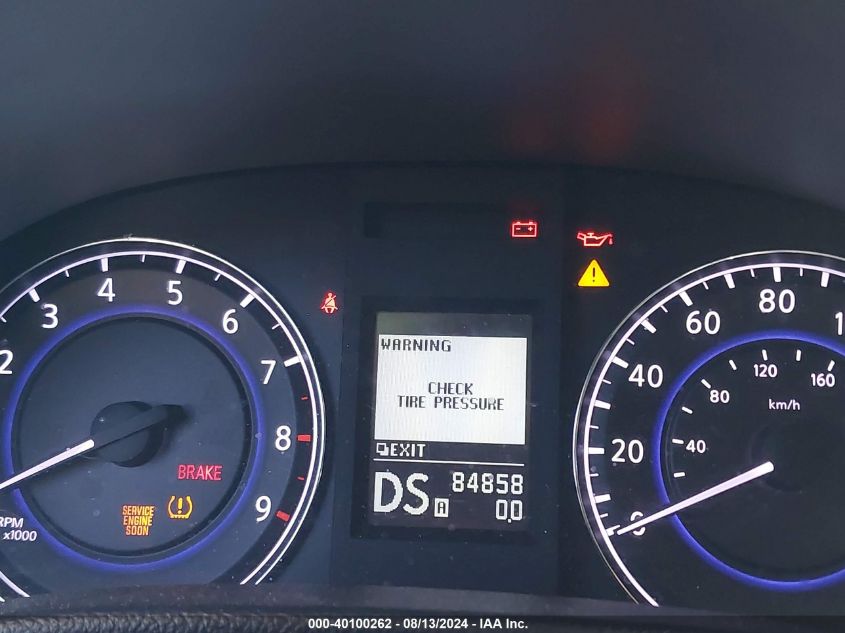 2 3 4 5 6 7 8 9
RPM
x1000
BRAKE
SERVICE
ENGINE
SOON
WARNING
CHECK
TIRE PRESSURE
EXIT
DS A
84858
0.0
0 20 40 60 80
40 80 120 160
km/h
000-40100262 - 08/13/2024 - IAA Inc.